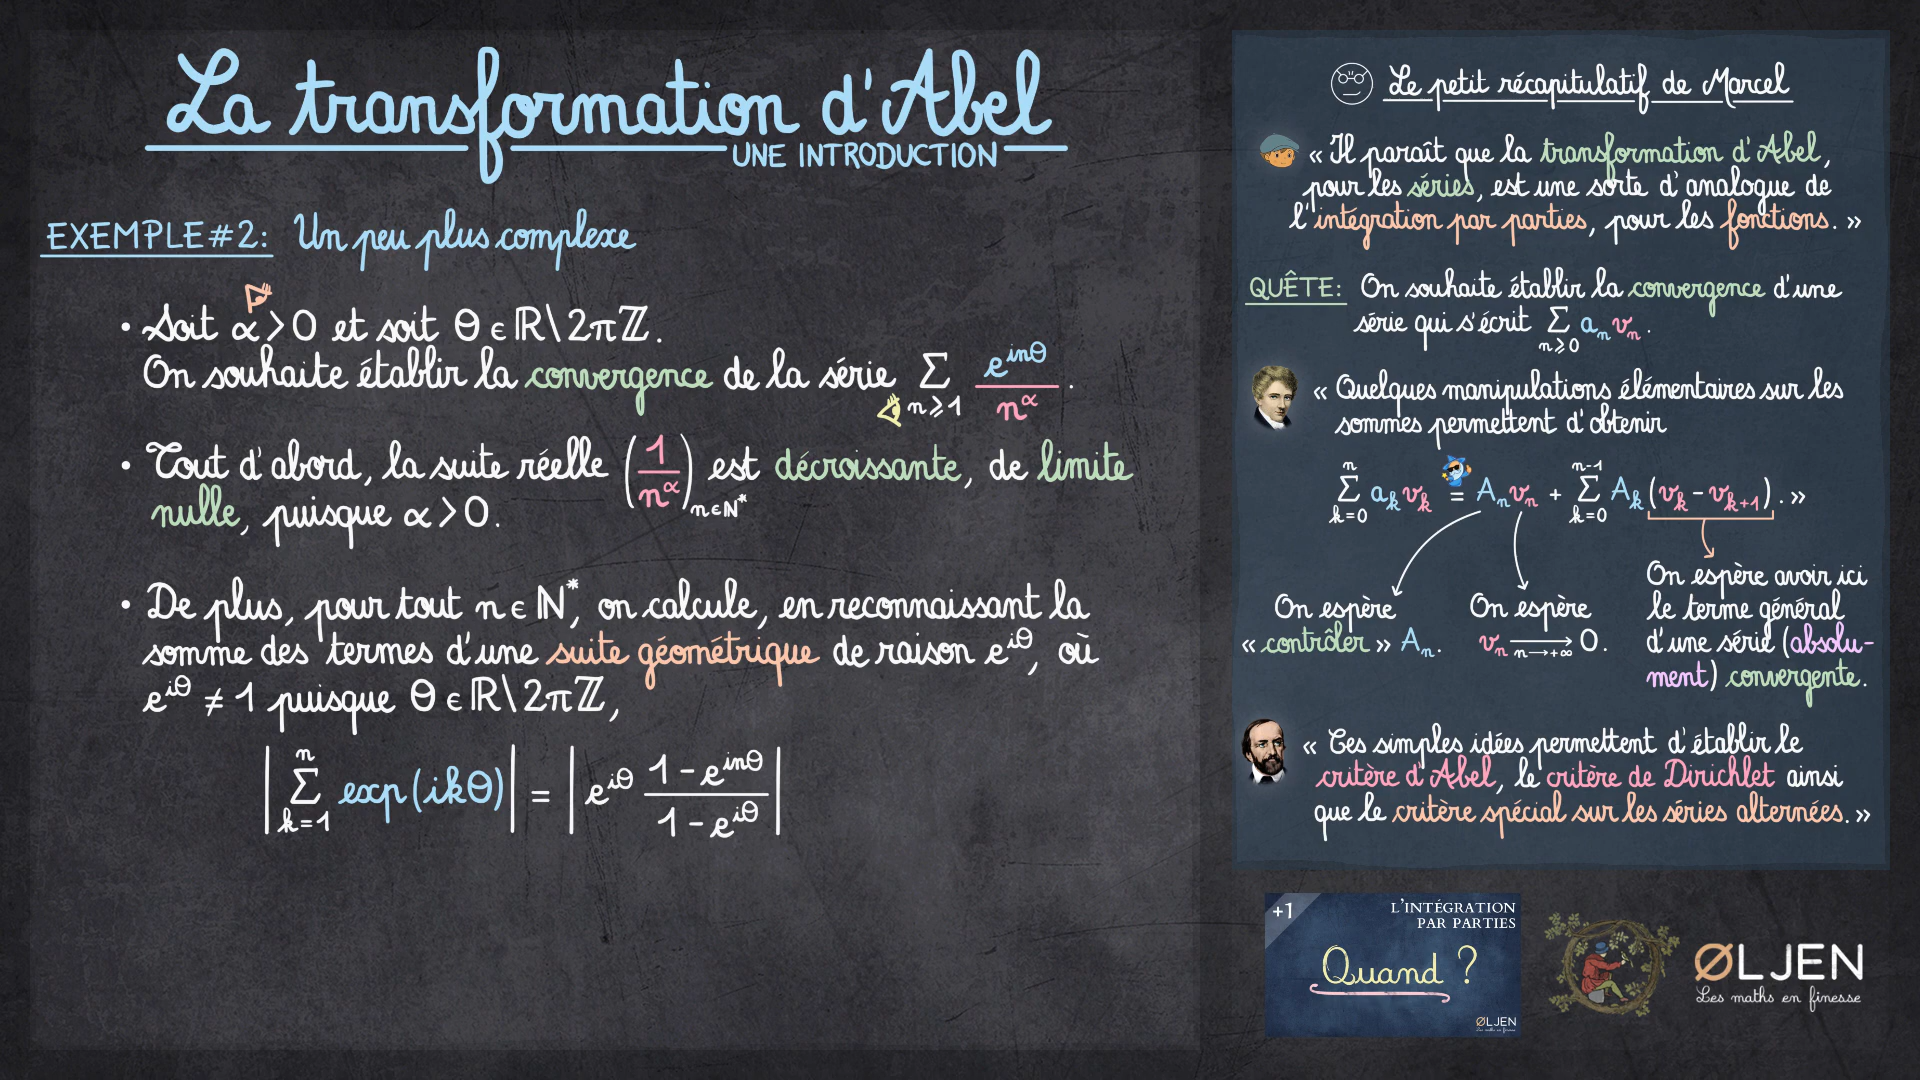 La transformation d'Abel
UNE INTRODUCTION
EXEMPLE#2: Un peu plus complexe
• Soit α > 0 et soit θ ∈ ℝ\2πℤ.
On souhaite établir la convergence de la série ∑_{n⩾1} e^{inθ}/n^α .
• Tout d'abord, la suite réelle (1/n^α)_{n∈ℕ*} est décroissante, de limite
nulle, puisque α > 0.
• De plus, pour tout n ∈ ℕ*, on calcule, en reconnaissant la
somme des termes d'une suite géométrique de raison e^{iθ}, où
e^{iθ} ≠ 1 puisque θ ∈ ℝ\2πℤ,
|∑_{k=1}^{n} exp(ikθ)| = |e^{iθ} (1-e^{inθ})/(1-e^{iθ})|
Le petit récapitulatif de Marcel
« Il paraît que la transformation d'Abel,
pour les séries, est une sorte d'analogue de
l'intégration par parties, pour les fonctions. »
QUÊTE: On souhaite établir la convergence d'une
série qui s'écrit ∑_{n⩾0} a_n v_n .
« Quelques manipulations élémentaires sur les
sommes permettent d'obtenir
∑_{k=0}^{n} a_k v_k = A_n v_n + ∑_{k=0}^{n-1} A_k (v_k - v_{k+1}) . »
On espère
« contrôler » A_n.
On espère
v_n ⟶_{n→+∞} 0.
On espère avoir ici
le terme général
d'une série (absolu-
ment) convergente.
« Ces simples idées permettent d'établir le
critère d'Abel, le critère de Dirichlet ainsi
que le critère spécial sur les séries alternées. »
+1
L'INTÉGRATION
PAR PARTIES
Quand ?
ØLJEN
Les maths en finesse
ØLJEN
Les maths en finesse